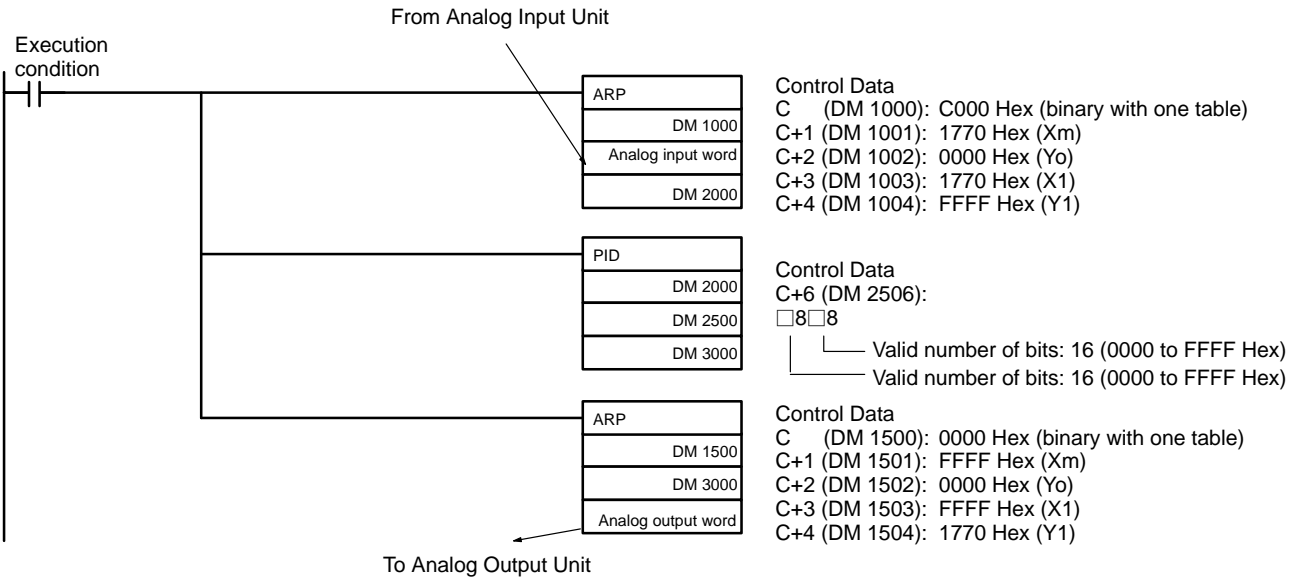 From Analog Input Unit
Execution
condition
ARP
DM 1000
Analog input word
DM 2000
Control Data
C (DM 1000): C000 Hex (binary with one table)
C+1 (DM 1001): 1770 Hex (Xm)
C+2 (DM 1002): 0000 Hex (Yo)
C+3 (DM 1003): 1770 Hex (X1)
C+4 (DM 1004): FFFF Hex (Y1)
PID
DM 2000
DM 2500
DM 3000
Control Data
C+6 (DM 2506):
□8□8
Valid number of bits: 16 (0000 to FFFF Hex)
Valid number of bits: 16 (0000 to FFFF Hex)
ARP
DM 1500
DM 3000
Analog output word
Control Data
C (DM 1500): 0000 Hex (binary with one table)
C+1 (DM 1501): FFFF Hex (Xm)
C+2 (DM 1502): 0000 Hex (Yo)
C+3 (DM 1503): FFFF Hex (X1)
C+4 (DM 1504): 1770 Hex (Y1)
To Analog Output Unit